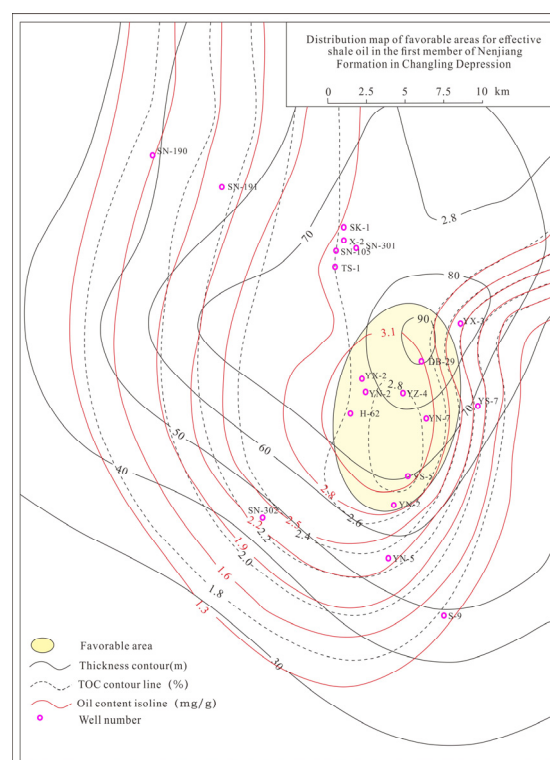 Distribution map of favorable areas for effective
shale oil in the first member of Nenjiang
Formation in Changling Depression
0 2.5 5 7.5 10 km
SN-190
SN-191
2.8
SK-1
X-2
SN-301
SN-105
TS-1
70
80
90
YX-3
3.1
DB-29
YX-2
2.8
YN-2
YZ-4
YS-7
70
H-62
YN-7
50
60
40
YS-3
2.8
YN-2
SN-302
2.5
2.6
2.2
2.2
2.4
1.9
2.0
YN-5
1.6
1.8
1.3
S-9
30
Favorable area
Thickness contour(m)
TOC contour line (%)
Oil content isoline (mg/g)
Well number